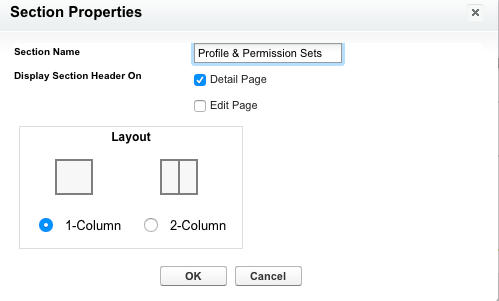 Section Properties
Section Name
Profile & Permission Sets
Display Section Header On
Detail Page
Edit Page
Layout
1-Column
2-Column
OK
Cancel